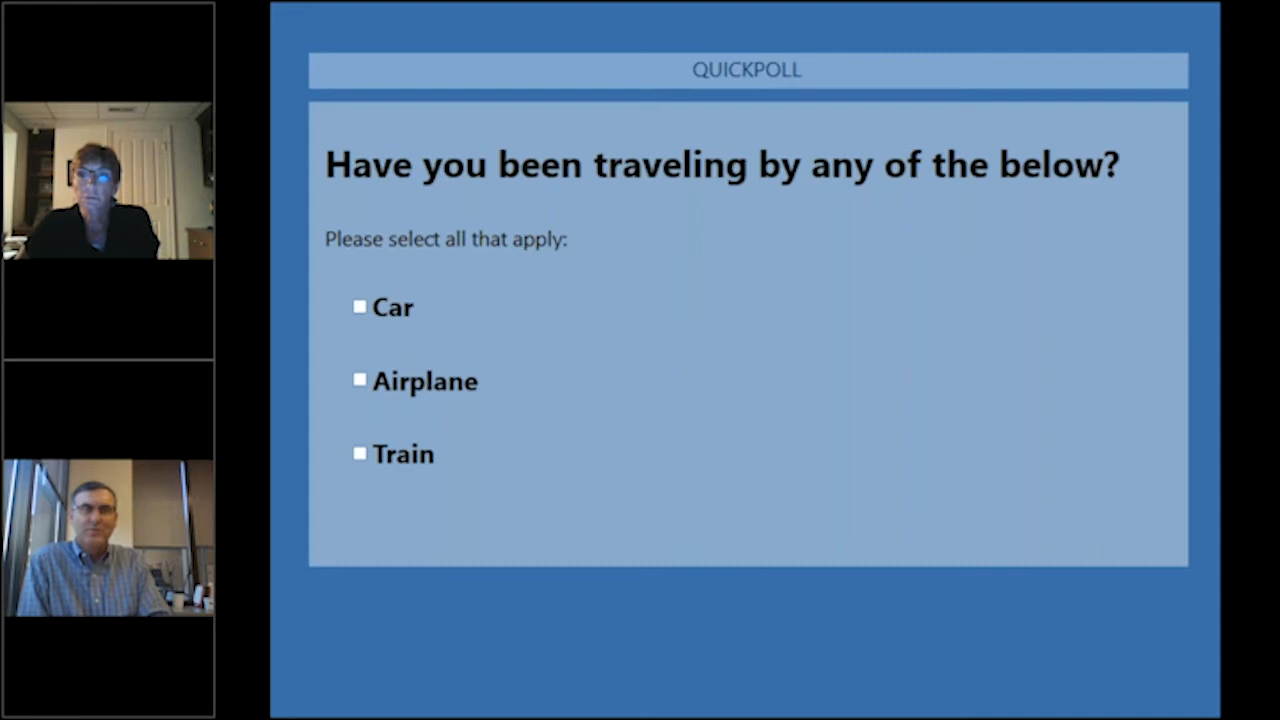 QUICKPOLL
Have you been traveling by any of the below?
Please select all that apply:
Car
Airplane
Train